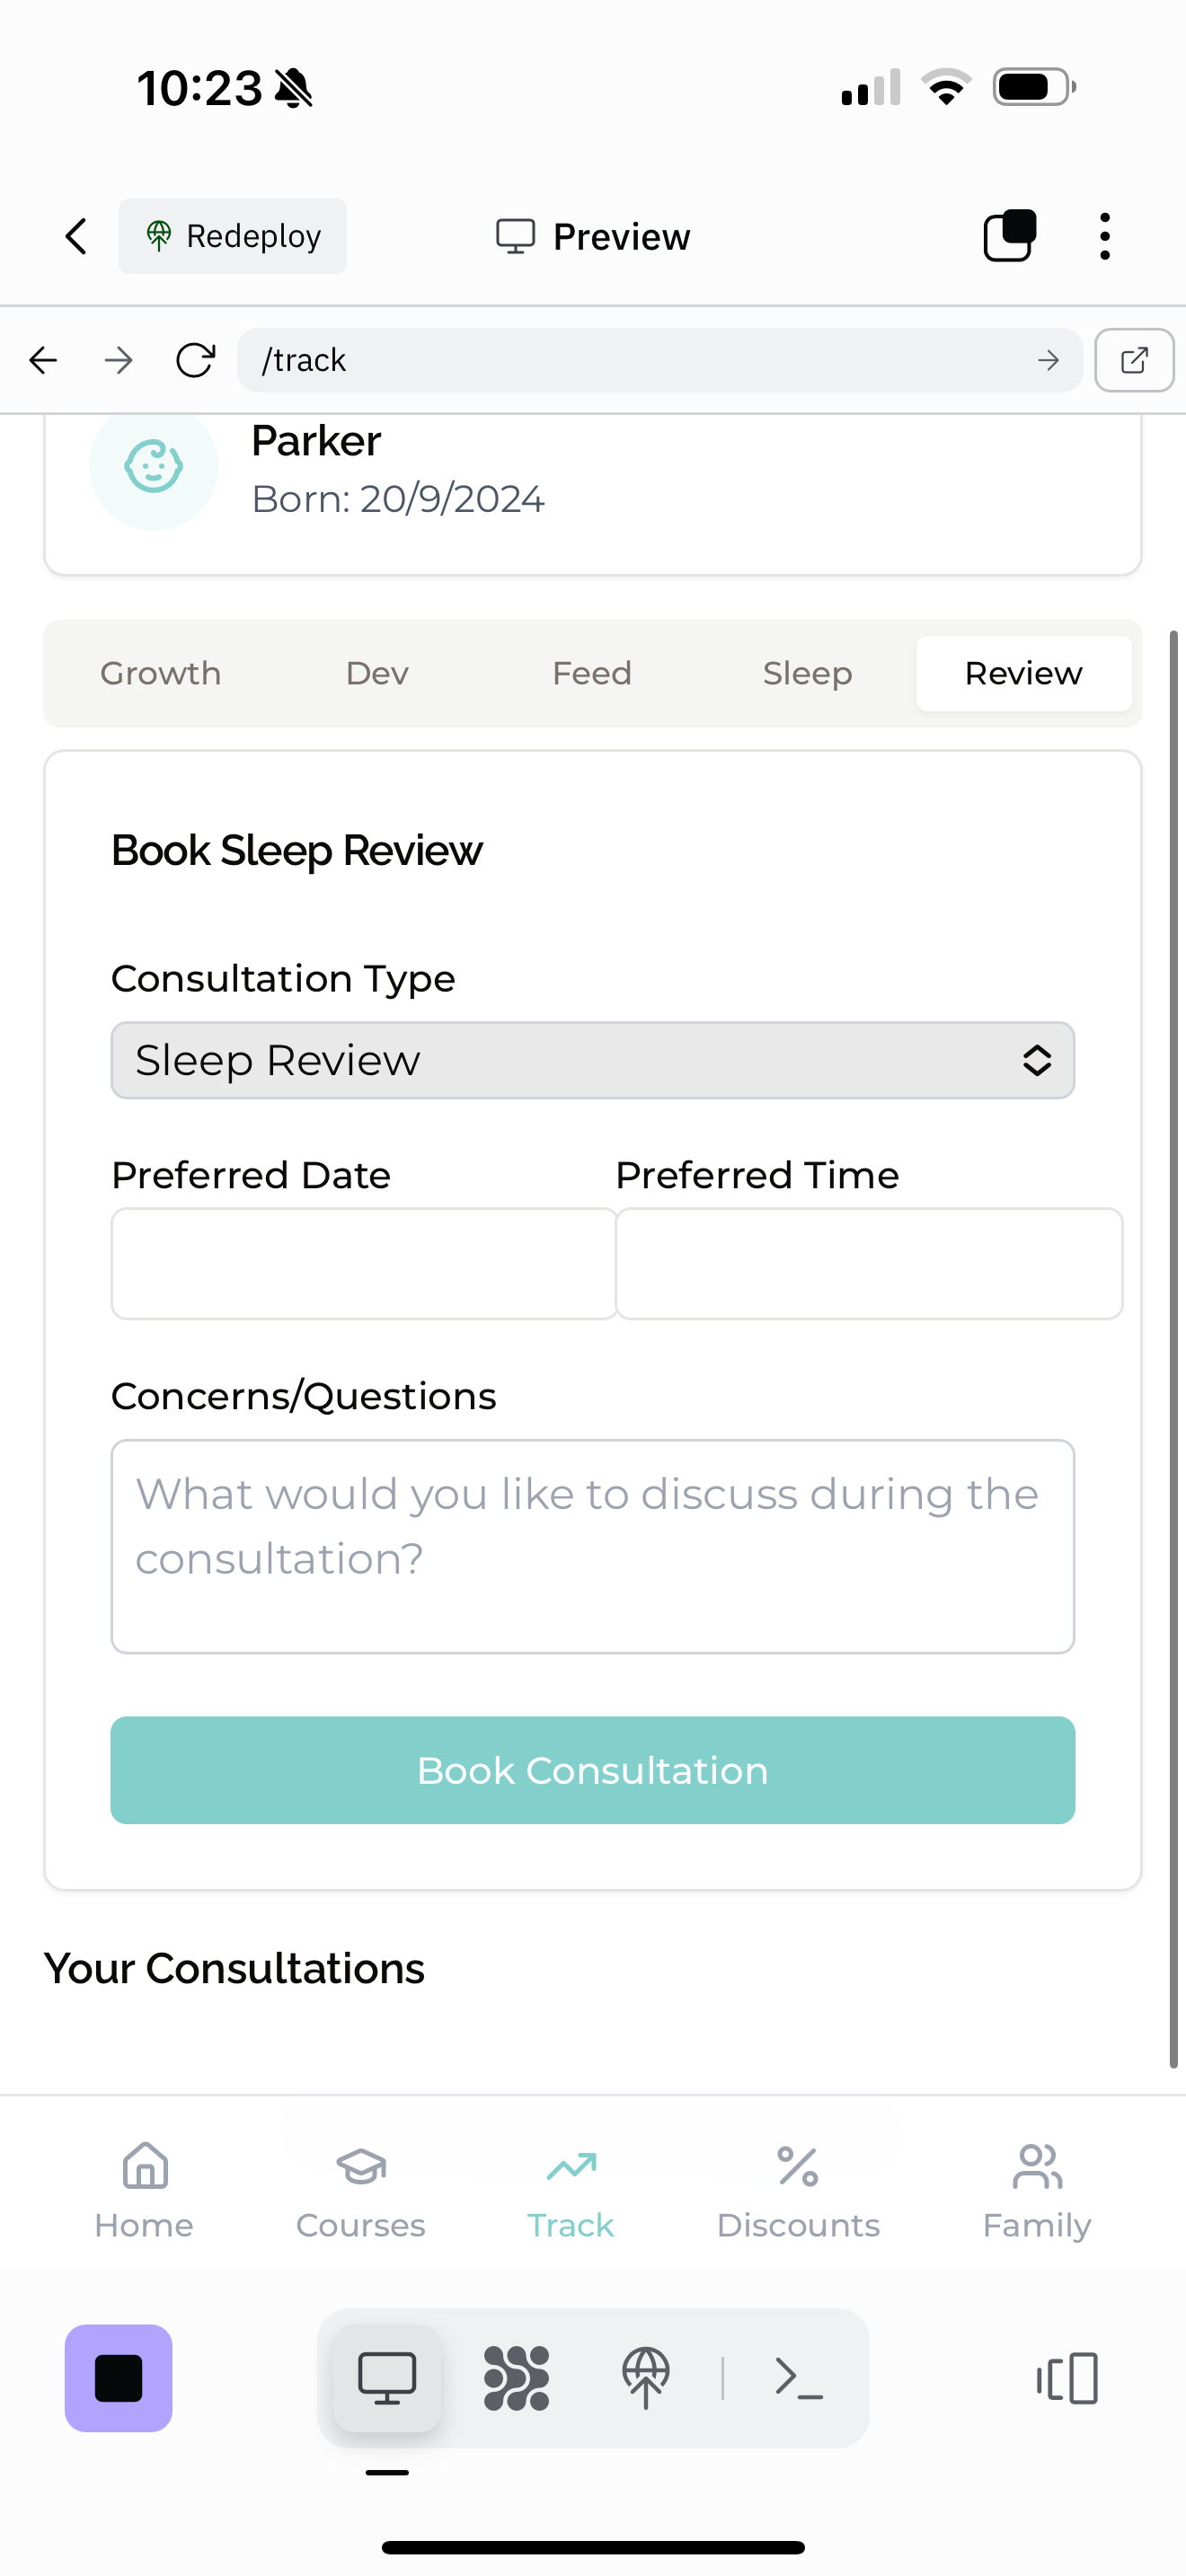 10:23
Redeploy
Preview
/track
Parker
Born: 20/9/2024
Growth Dev Feed Sleep Review
Book Sleep Review
Consultation Type
Sleep Review
Preferred Date Preferred Time
Concerns/Questions
What would you like to discuss during the
consultation?
Book Consultation
Your Consultations
Home Courses Track Discounts Family